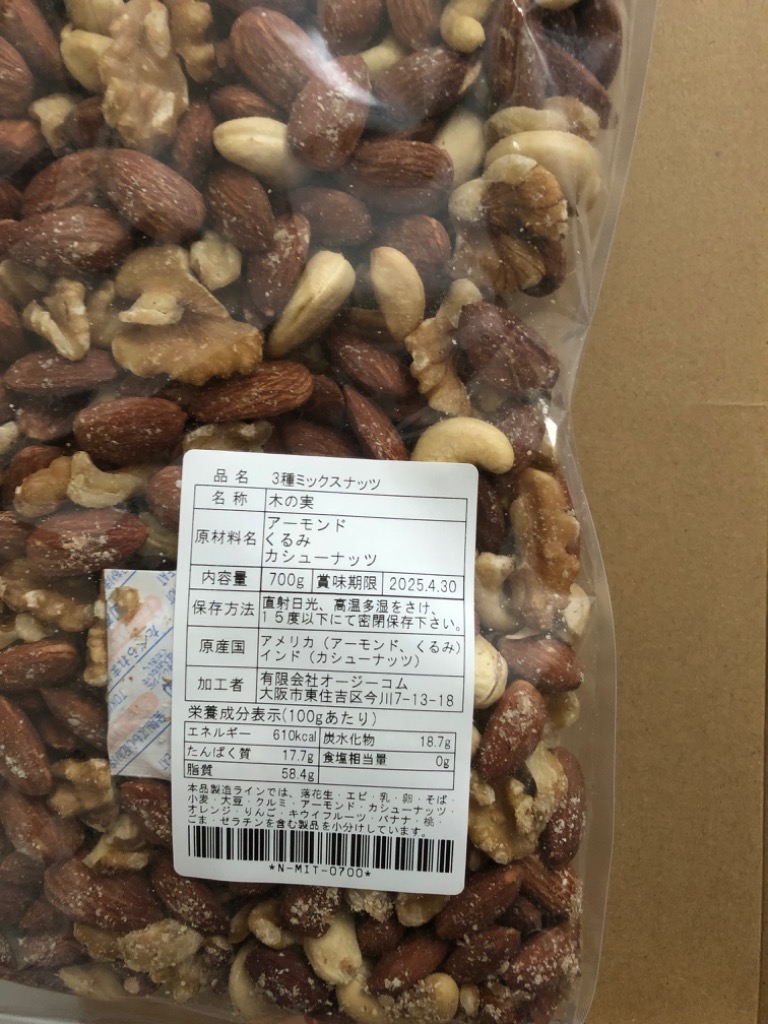 品名 3種ミックスナッツ
名称 木の実
原材料名 アーモンド
くるみ
カシューナッツ
内容量 700g 賞味期限 2025.4.30
保存方法 直射日光、高温多湿をさけ、
15度以下にて密閉保存下さい。
原産国 アメリカ（アーモンド、くるみ）
インド（カシューナッツ）
加工者 有限会社オージーコム
大阪市東住吉区今川7-13-18
栄養成分表示(100gあたり)
エネルギー 610kcal 炭水化物 18.7g
たんぱく質 17.7g 食塩相当量 0g
脂質 58.4g
本品製造ラインでは、落花生・エビ・乳・卵・そば・
小麦・大豆・クルミ・アーモンド・カシューナッツ・
オレンジ・りんご・キウイフルーツ・バナナ・桃・
ごま・ゼラチンを含む製品を小分けしています。
*N-MIT-0700*